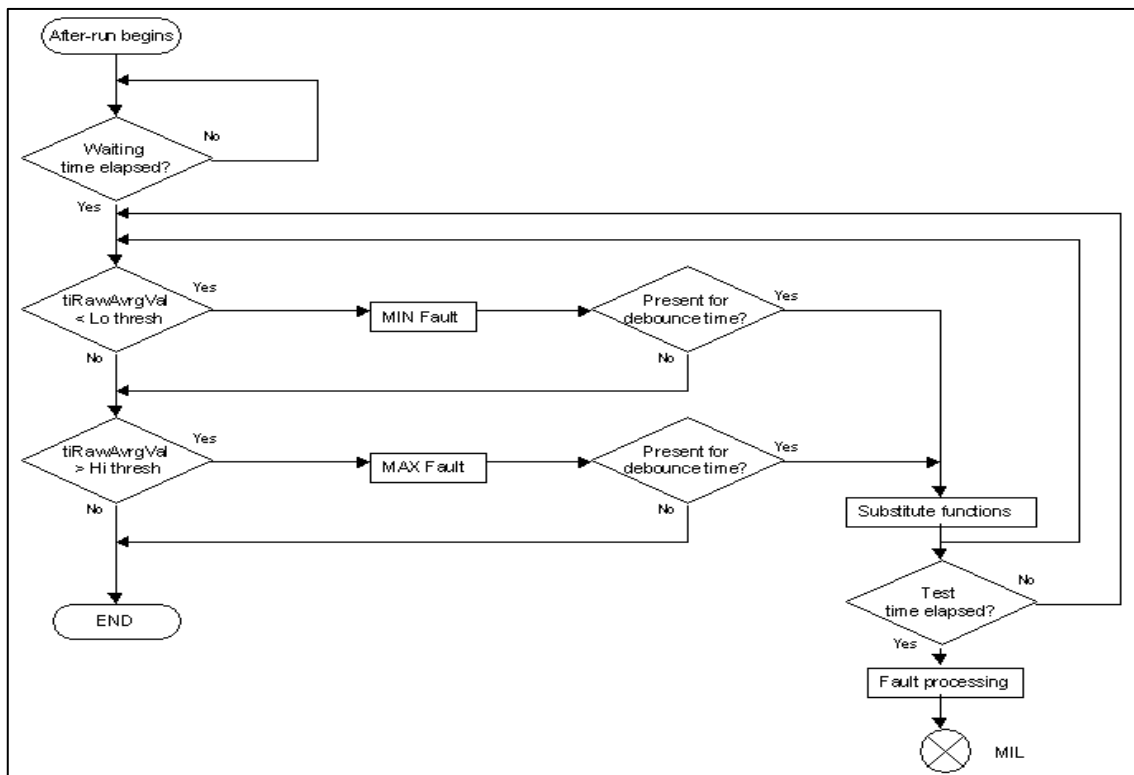 After-run begins
No
Waiting
time elapsed?
Yes
tiRawAvrgVal
< Lo thresh
Yes
MIN Fault
Present for
debounce time?
Yes
No
No
tiRawAvrgVal
> Hi thresh
Yes
MAX Fault
Present for
debounce time?
Yes
No
No
Substitute functions
END
Test
time elapsed?
No
Yes
Fault processing
MIL